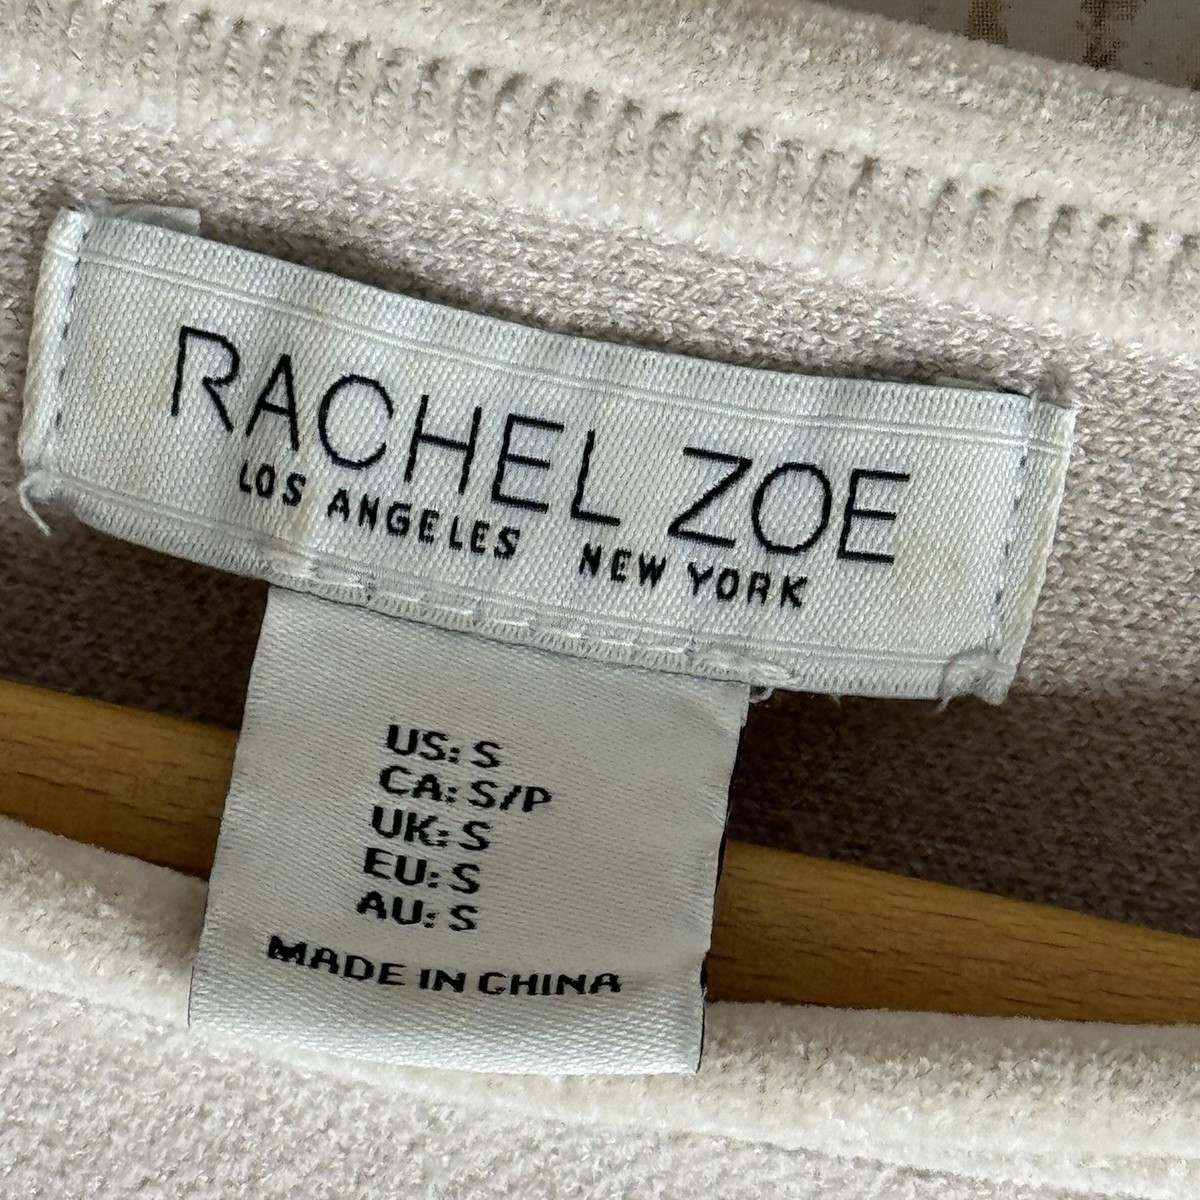 RACHEL ZOE
LOS ANGELES NEW YORK
US: S
CA: S/P
UK: S
EU: S
AU: S
MADE IN CHINA